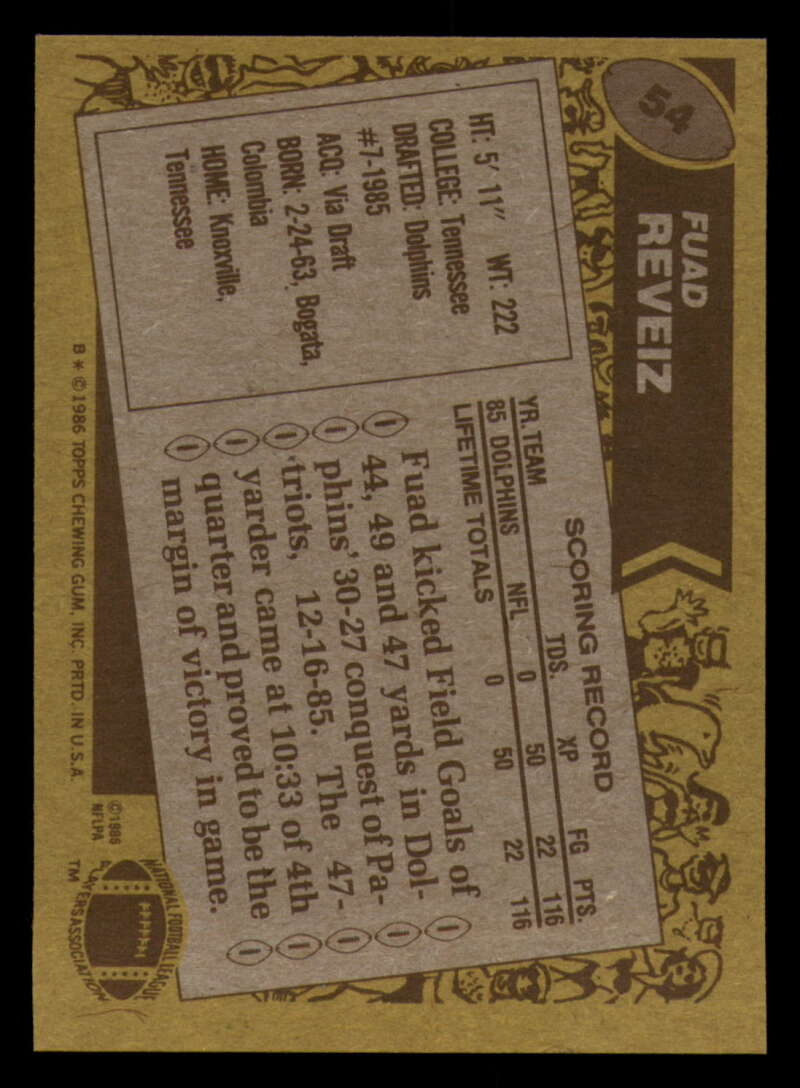 54
FUAD
REVEIZ
HT: 5' 11" WT: 222
COLLEGE: Tennessee
DRAFTED: Dolphins
#7-1985
ACQ: Via Draft
BORN: 2-24-63, Bogata,
Colombia
HOME: Knoxville,
Tennessee
SCORING RECORD
YR. TEAM NFL TDS. XP FG PTS.
85 DOLPHINS 0 50 22 116
LIFETIME TOTALS 0 50 22 116
Fuad kicked Field Goals of
44, 49 and 47 yards in Dol-
phins' 30-27 conquest of Pa-
triots, 12-16-85. The 47-
yarder came at 10:33 of 4th
quarter and proved to be the
margin of victory in game.
B * © 1986 TOPPS CHEWING GUM, INC. PRTD. IN U.S.A.
© 1986
NFLPA
NATIONAL FOOTBALL LEAGUE
PLAYERS ASSOCIATION
TM